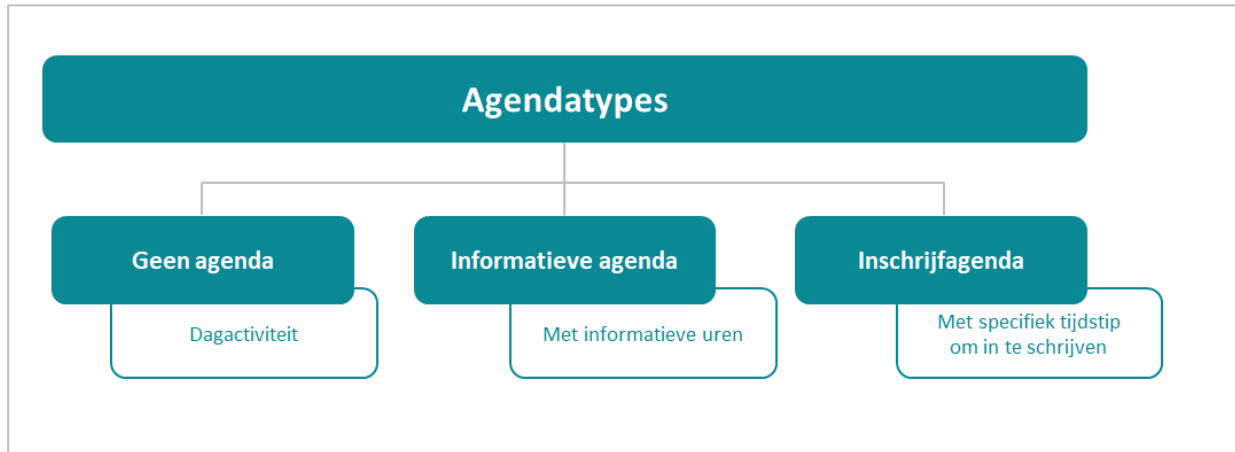 Agendatypes
Geen agenda
Dagactiviteit
Informatieve agenda
Met informatieve uren
Inschrijfagenda
Met specifiek tijdstip
om in te schrijven